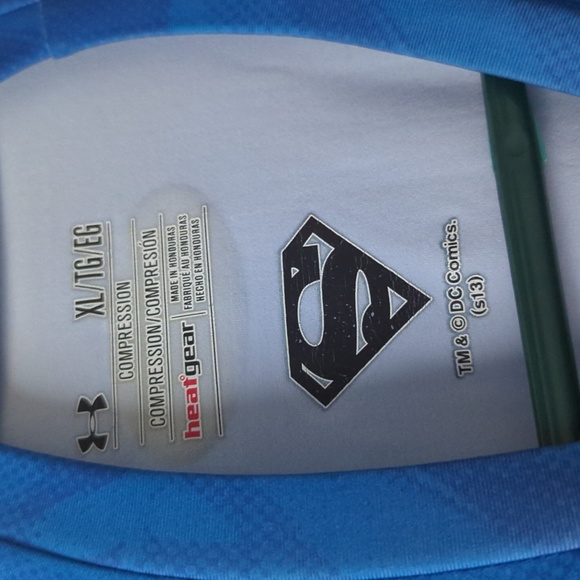 XL/TG/EG
COMPRESSION
COMPRESSION/COMPRESIÓN
heatgear
MADE IN HONDURAS
FABRIQUE AU HONDURAS
HECHO EN HONDURAS
S
TM & © DC Comics.
(s13)